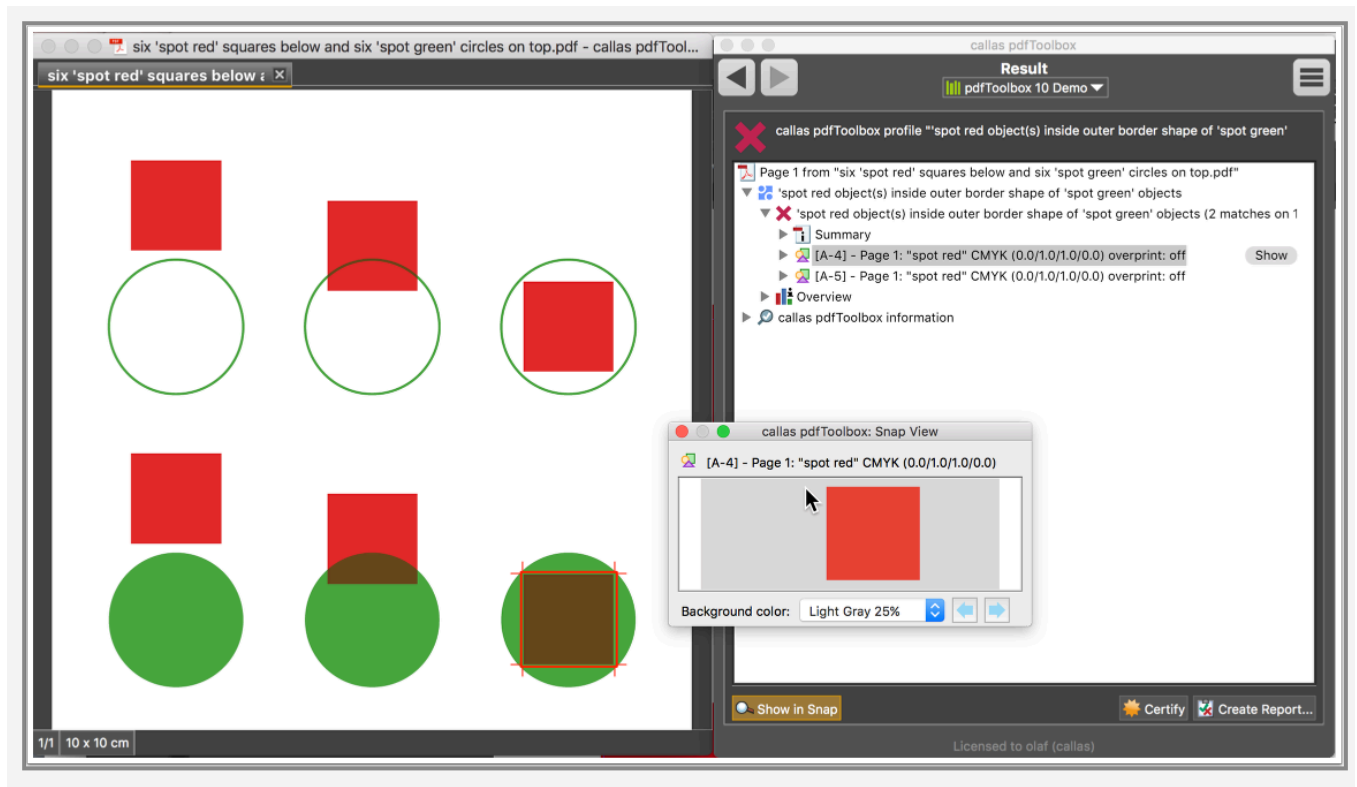 six 'spot red' squares below and six 'spot green' circles on top.pdf - callas pdfTool...
six 'spot red' squares below a
1/1 10 x 10 cm
callas pdfToolbox
Result
pdfToolbox 10 Demo
callas pdfToolbox profile "'spot red object(s) inside outer border shape of 'spot green'
Page 1 from "six 'spot red' squares below and six 'spot green' circles on top.pdf"
'spot red object(s) inside outer border shape of 'spot green' objects
'spot red object(s) inside outer border shape of 'spot green' objects (2 matches on 1
Summary
[A-4] - Page 1: "spot red" CMYK (0.0/1.0/1.0/0.0) overprint: off Show
[A-5] - Page 1: "spot red" CMYK (0.0/1.0/1.0/0.0) overprint: off
Overview
callas pdfToolbox information
callas pdfToolbox: Snap View
[A-4] - Page 1: "spot red" CMYK (0.0/1.0/1.0/0.0)
Background color: Light Gray 25%
Show in Snap Certify Create Report...
Licensed to olaf (callas)